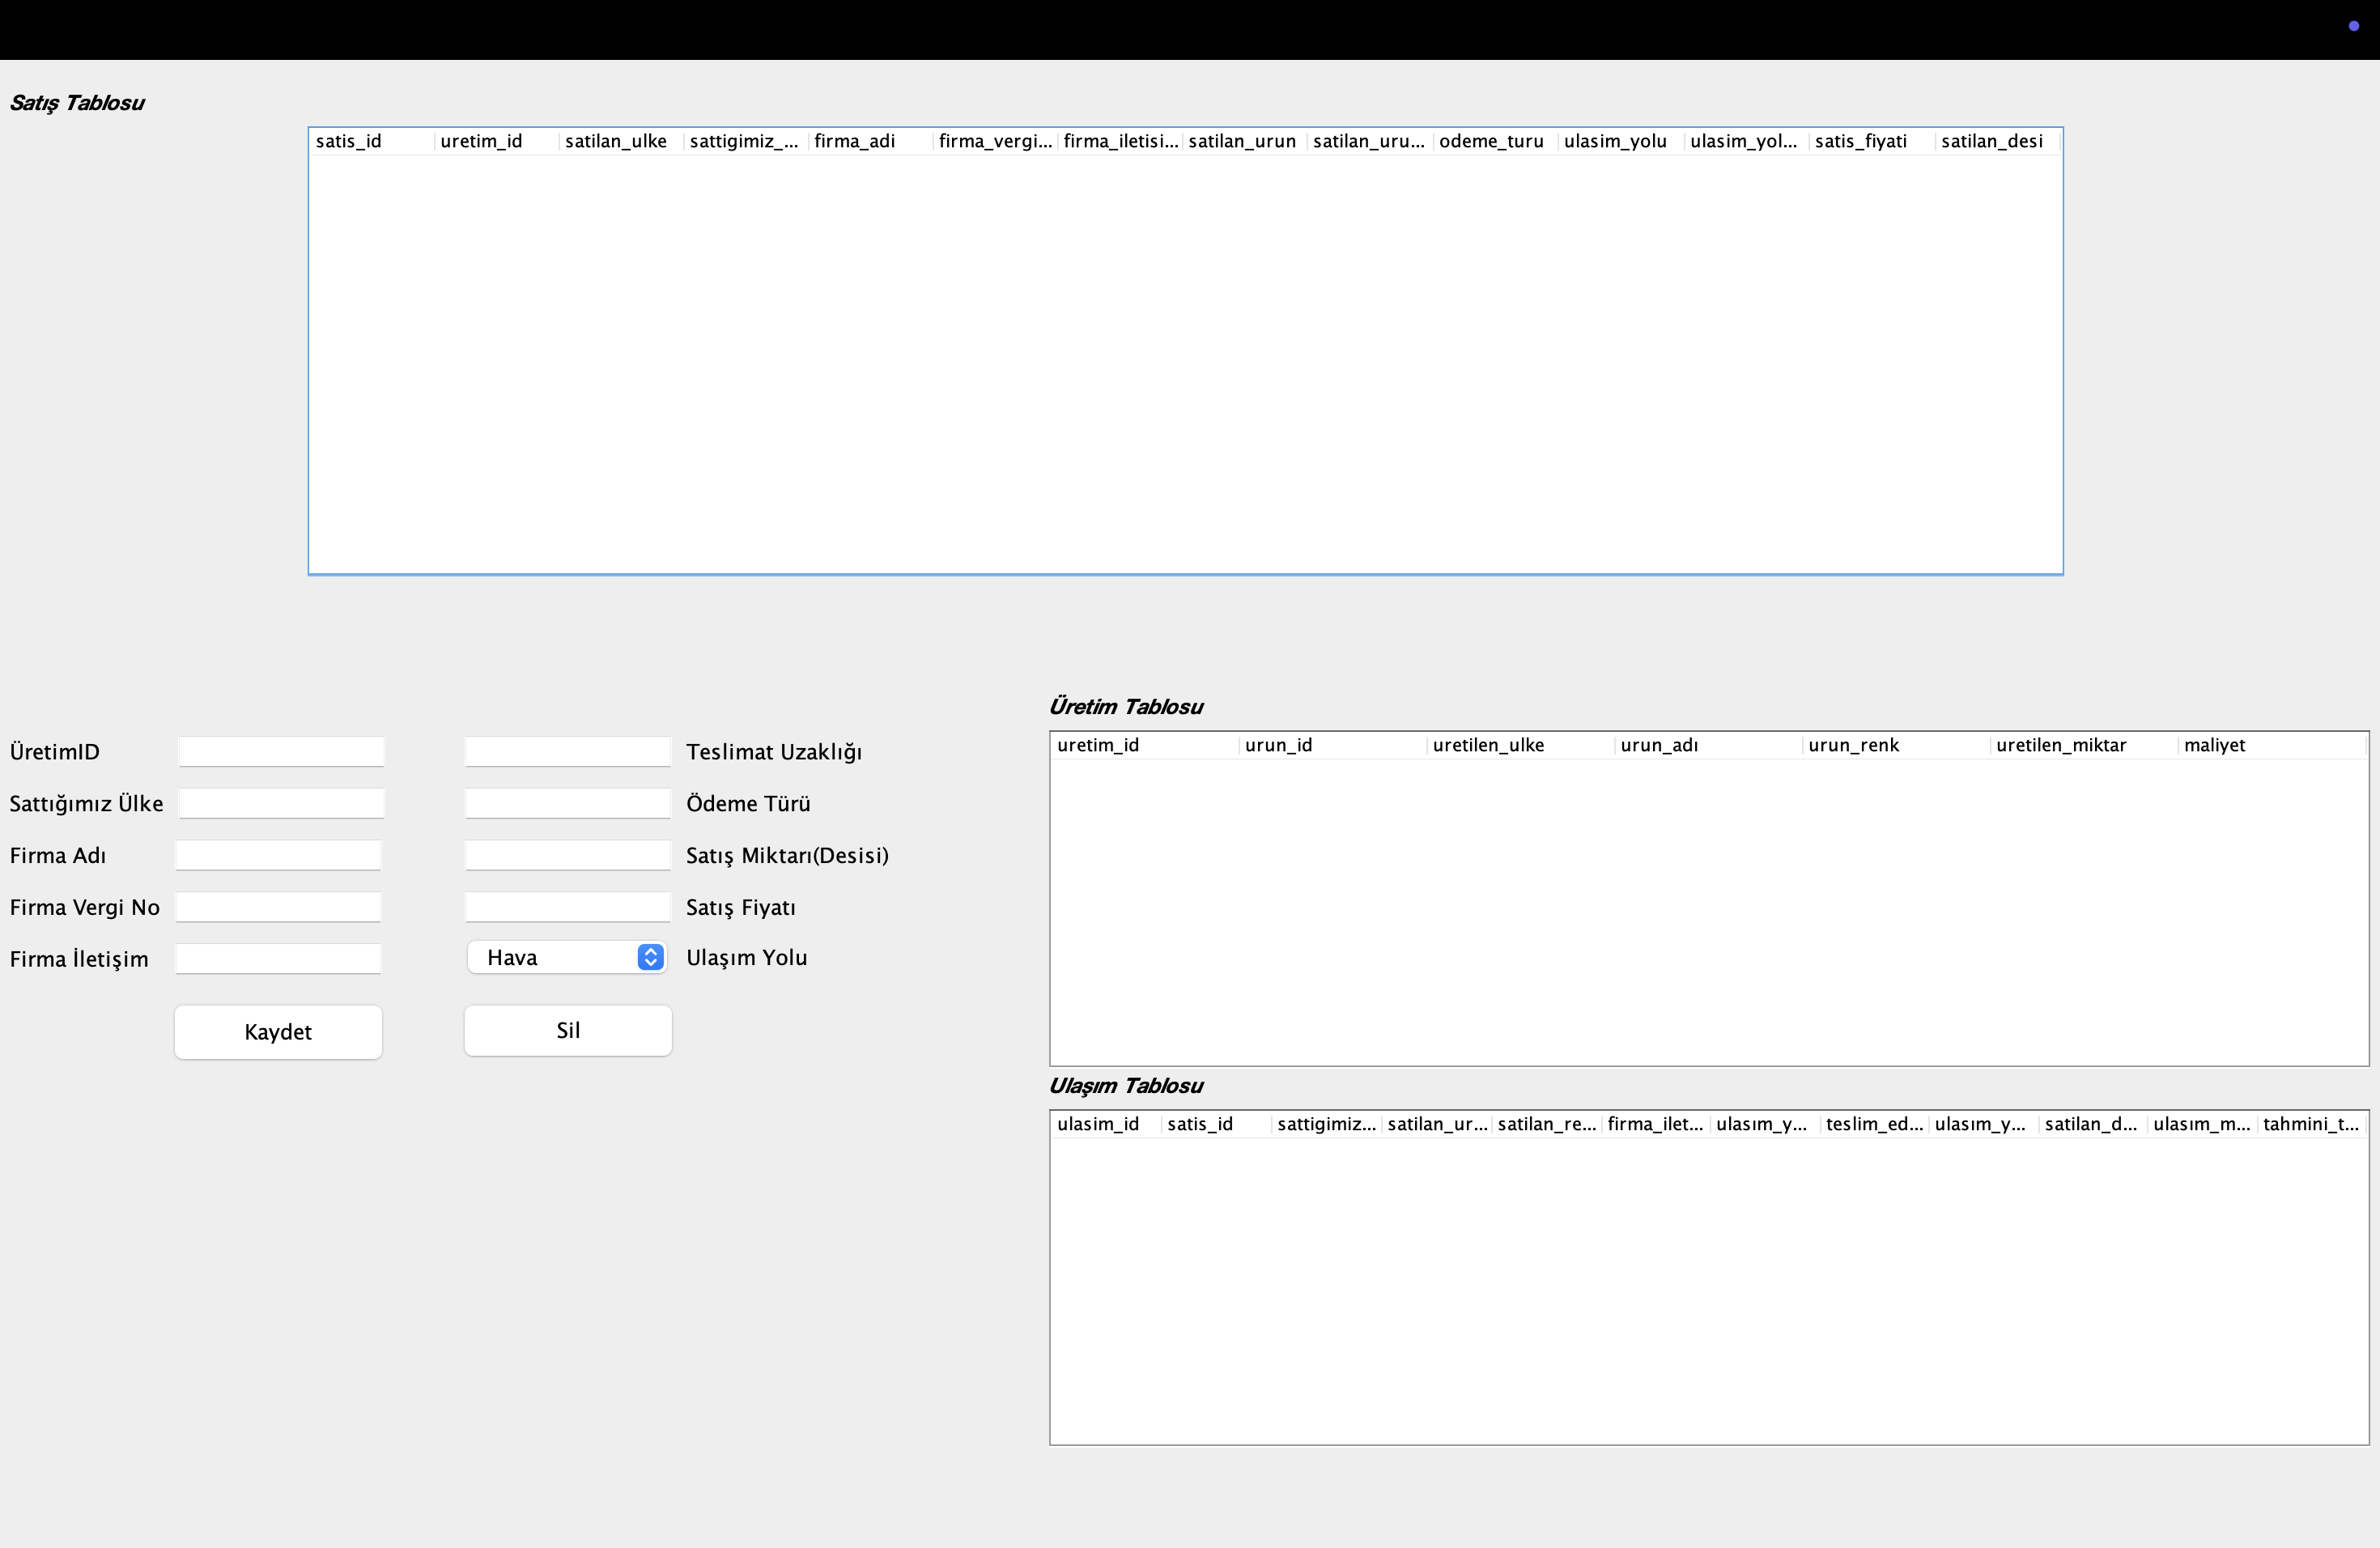 Satış Tablosu
satis_id uretim_id satilan_ulke sattigimiz_... firma_adi firma_vergi... firma_iletisi... satilan_urun satilan_uru... odeme_turu ulasim_yolu ulasim_yol... satis_fiyati satilan_desi
Üretim Tablosu
uretim_id urun_id uretilen_ulke urun_adı urun_renk uretilen_miktar maliyet
ÜretimID Teslimat Uzaklığı
Sattığımız Ülke Ödeme Türü
Firma Adı Satış Miktarı(Desisi)
Firma Vergi No Satış Fiyatı
Firma İletişim Hava Ulaşım Yolu
Kaydet Sil
Ulaşım Tablosu
ulasim_id satis_id sattigimiz... satilan_ur... satilan_re... firma_ilet... ulasım_y... teslim_ed... ulasım_y... satilan_d... ulasım_m... tahmini_t...